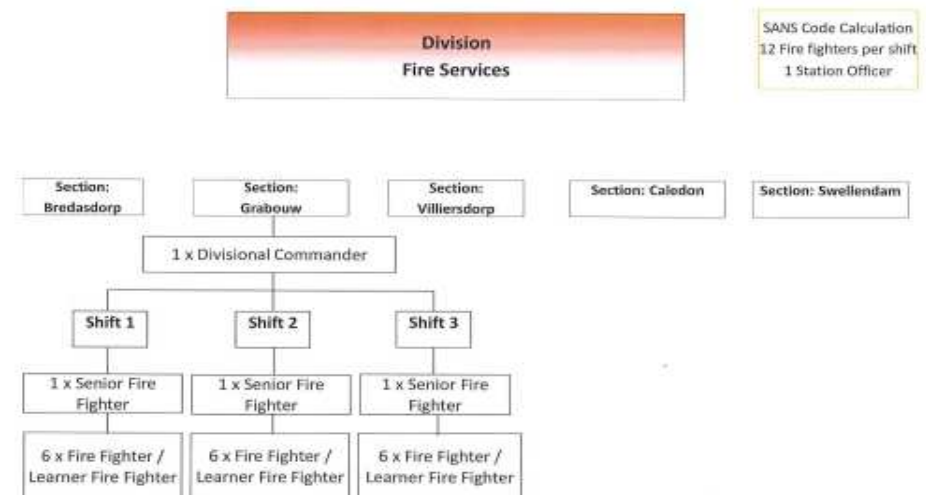 Division
Fire Services
SANS Code Calculation
12 Fire fighters per shift
1 Station Officer
Section:
Bredasdorp
Section:
Grabouw
Section:
Villiersdorp
Section: Caledon
Section: Swellendam
1 x Divisional Commander
Shift 1
Shift 2
Shift 3
1 x Senior Fire
Fighter
1 x Senior Fire
Fighter
1 x Senior Fire
Fighter
6 x Fire Fighter /
Learner Fire Fighter
6 x Fire Fighter /
Learner Fire Fighter
6 x Fire Fighter /
Learner Fire Fighter